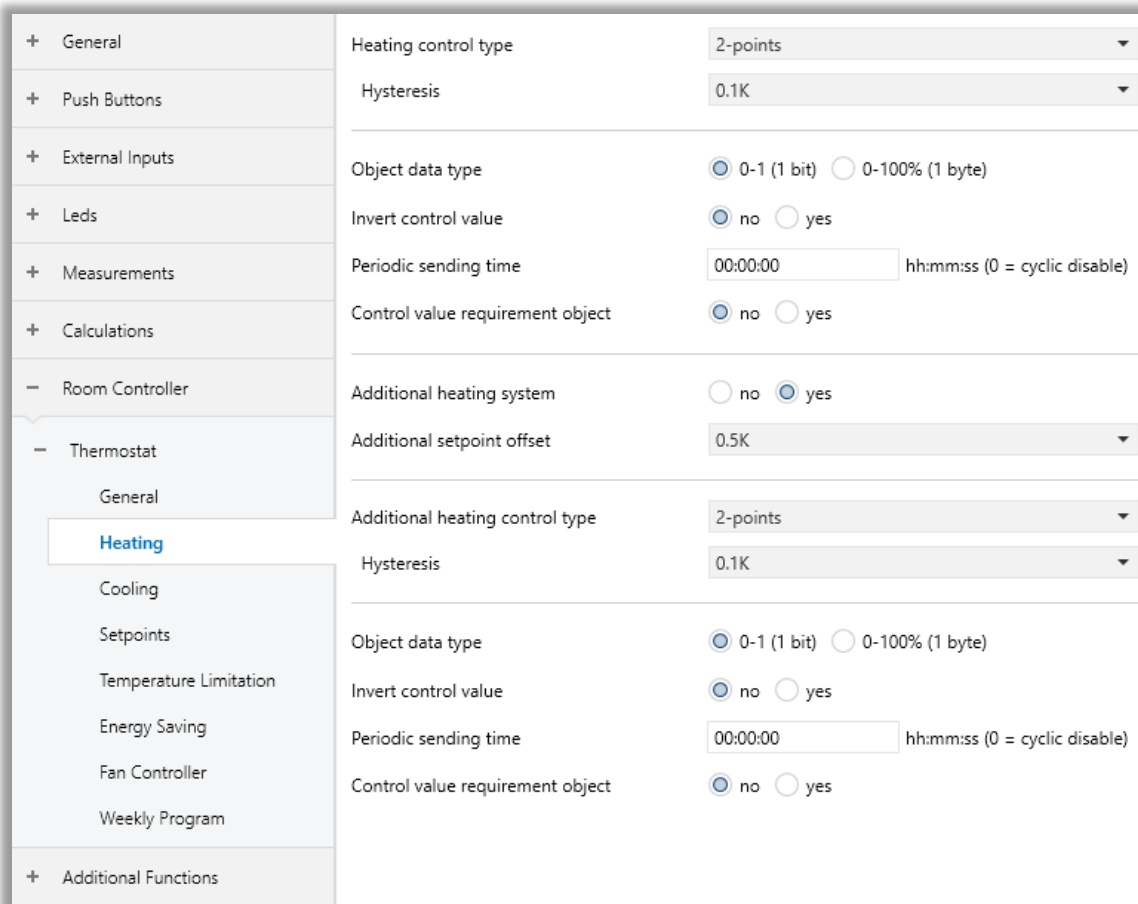 + General
+ Push Buttons
+ External Inputs
+ Leds
+ Measurements
+ Calculations
− Room Controller
− Thermostat
General
Heating
Cooling
Setpoints
Temperature Limitation
Energy Saving
Fan Controller
Weekly Program
+ Additional Functions
Heating control type 2-points
Hysteresis 0.1K
Object data type 0-1 (1 bit) 0-100% (1 byte)
Invert control value no yes
Periodic sending time 00:00:00 hh:mm:ss (0 = cyclic disable)
Control value requirement object no yes
Additional heating system no yes
Additional setpoint offset 0.5K
Additional heating control type 2-points
Hysteresis 0.1K
Object data type 0-1 (1 bit) 0-100% (1 byte)
Invert control value no yes
Periodic sending time 00:00:00 hh:mm:ss (0 = cyclic disable)
Control value requirement object no yes